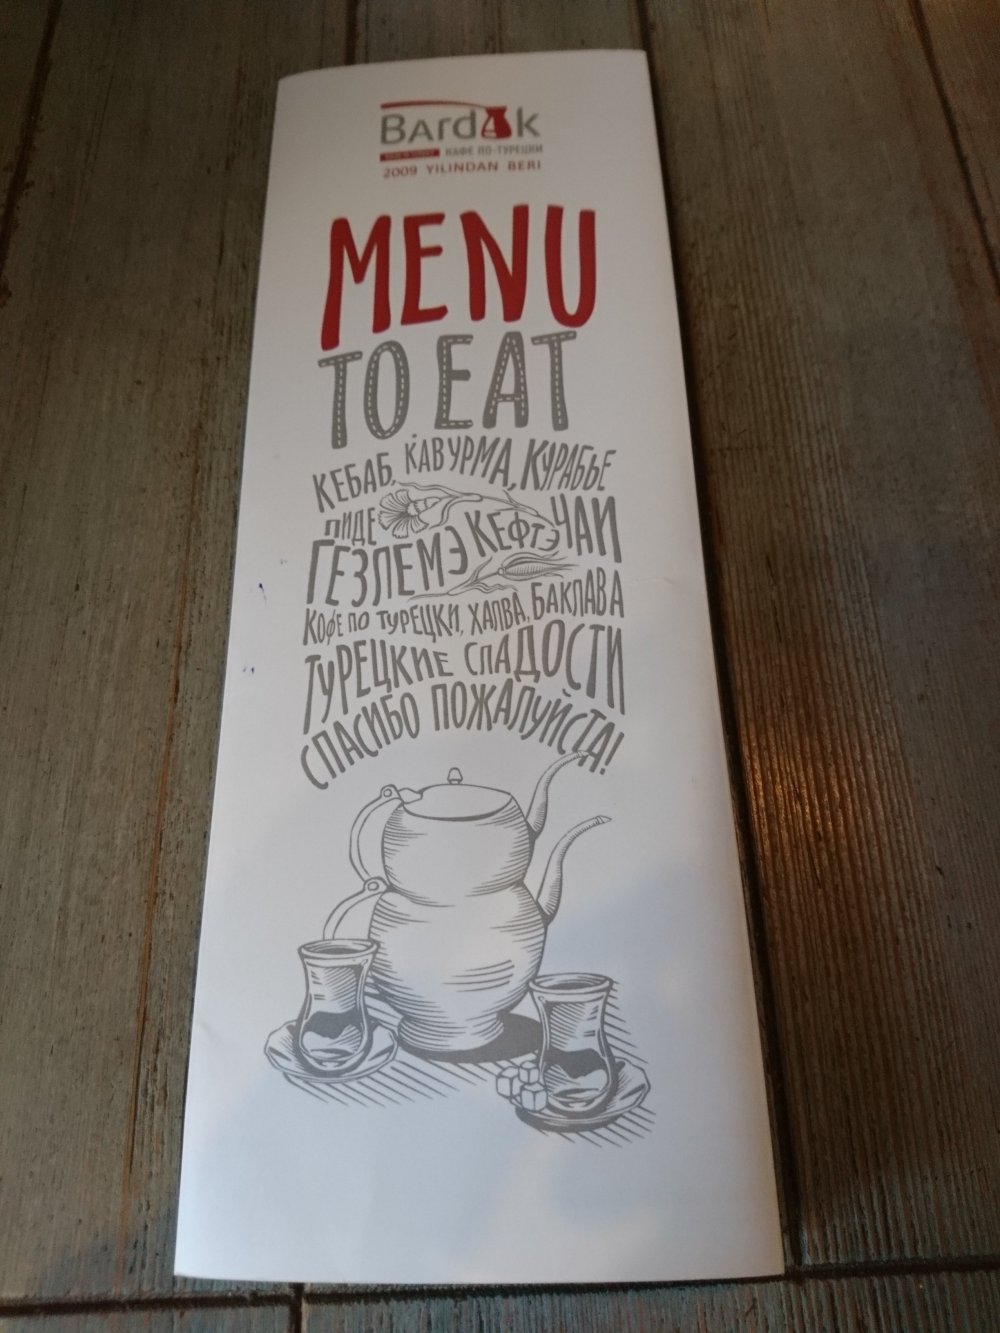 BArdAk
КАФЕ ПО-ТУРЕЦКИ
2009 YILINDAN BERI
MENU
TO EAT
КЕБАБ, КАВУРМА, КУРАБЬЕ
ПИДЕ
ГЕЗЛЕМЭ КЕФТЭ ЧАИ
КОФЕ ПО ТУРЕЦКИ, ХАЛВА, БАКЛАВА
ТУРЕЦКИЕ СЛАДОСТИ
СПАСИБО ПОЖАЛУЙСТА!